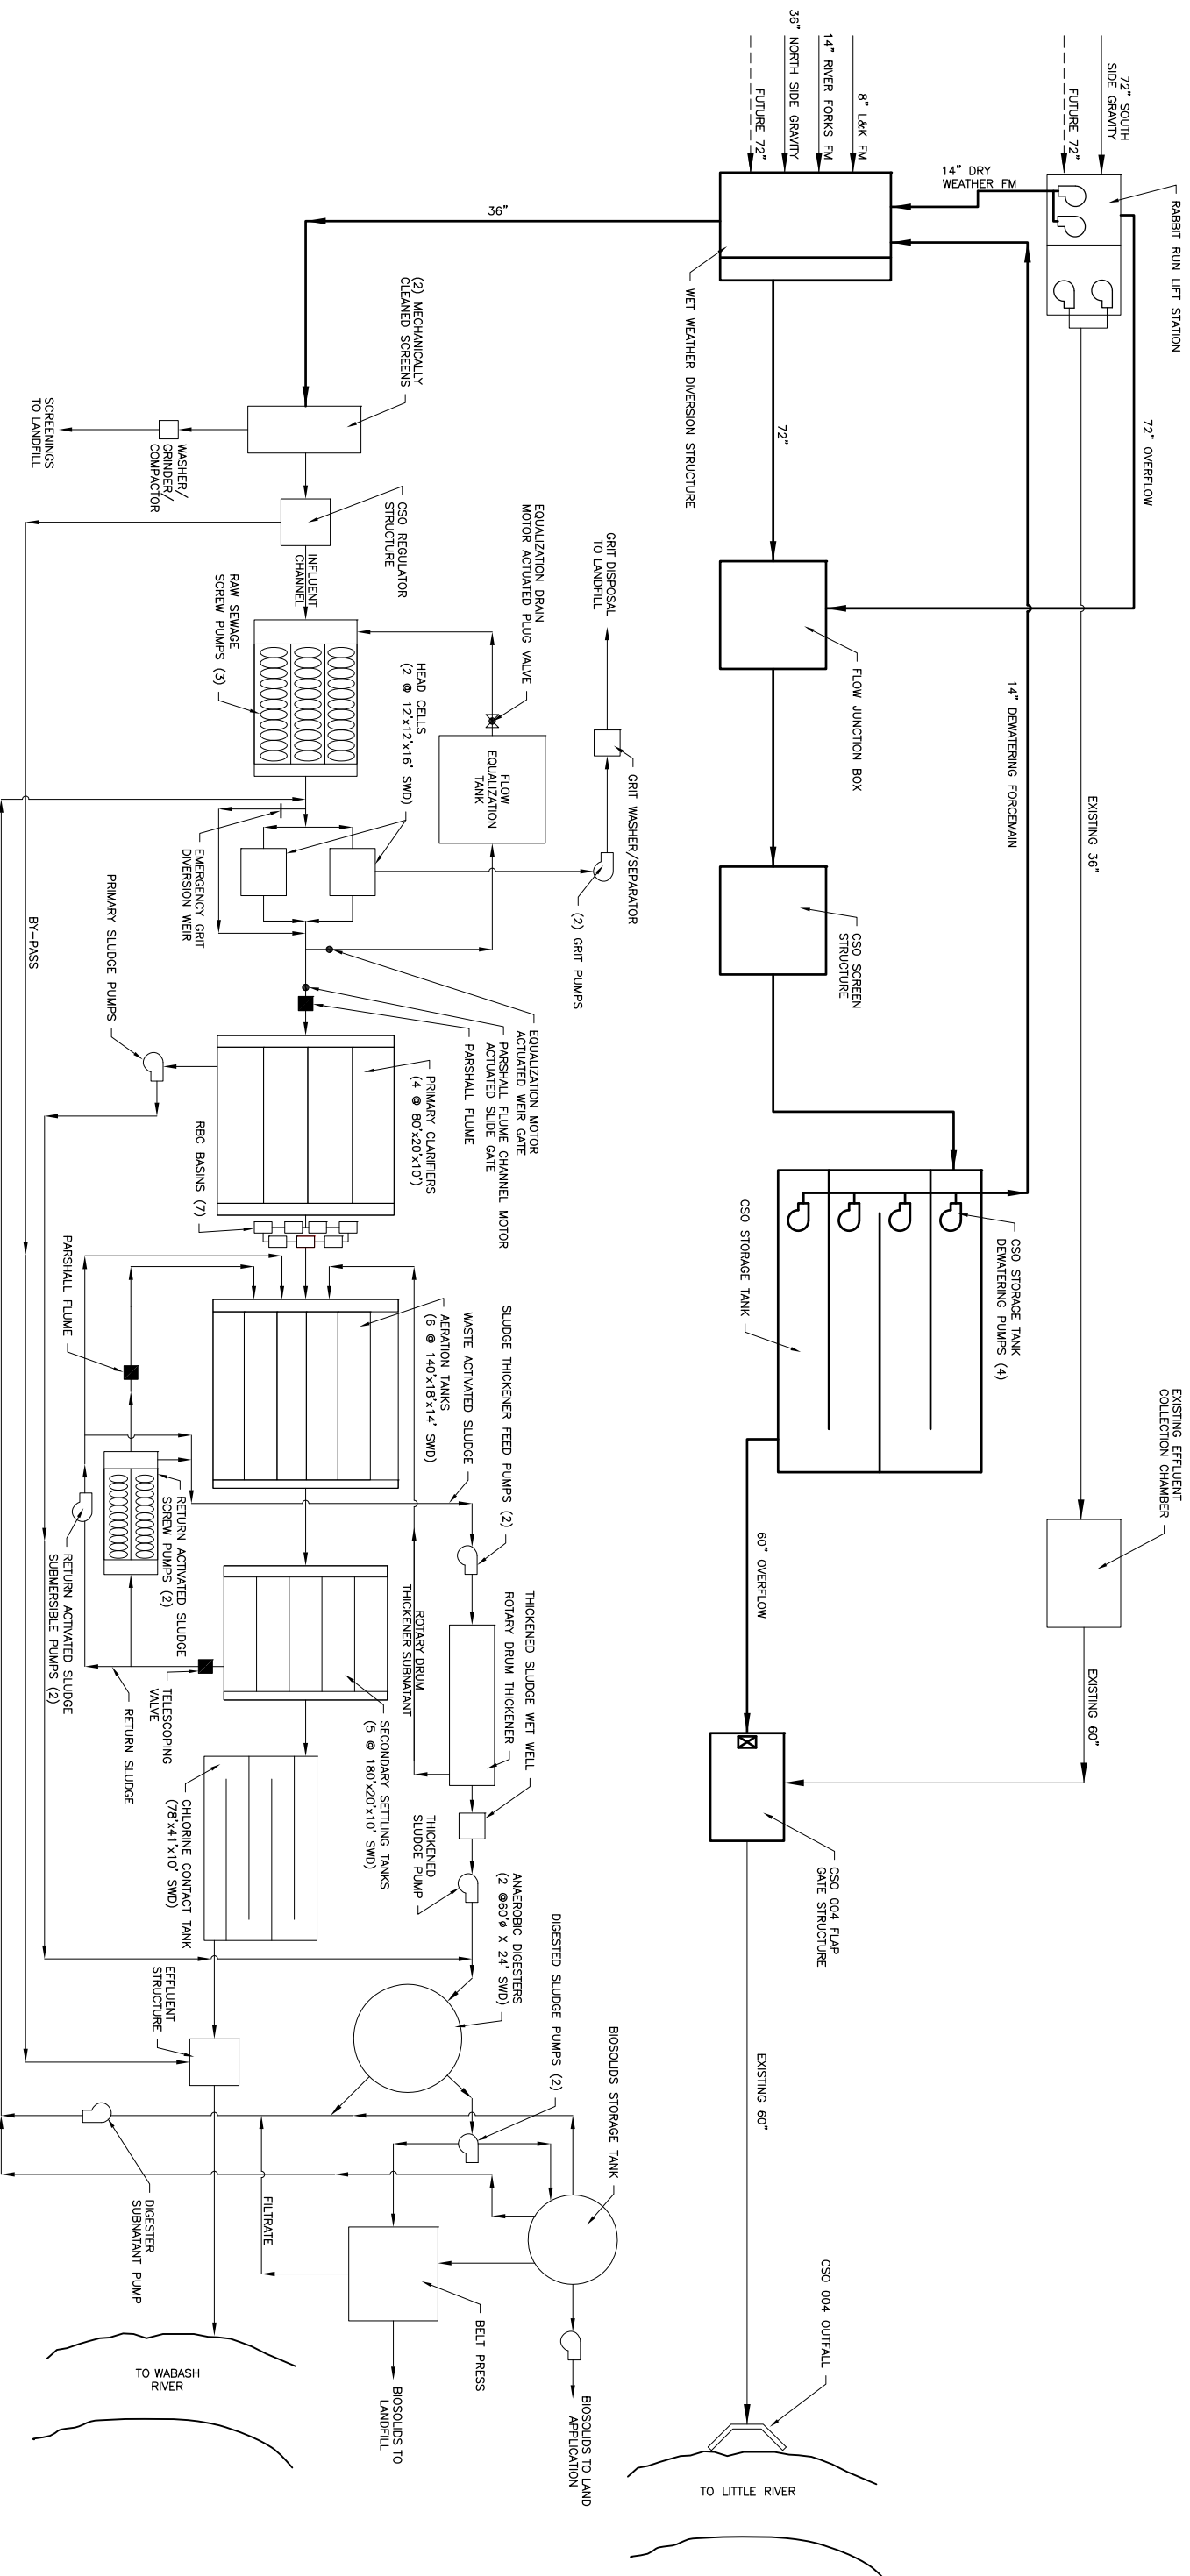 72" SOUTH
SIDE GRAVITY
FUTURE 72"
RABBIT RUN LIFT STATION
14" DRY
WEATHER FM
72" OVERFLOW
EXISTING 36"
EXISTING EFFLUENT
COLLECTION CHAMBER
EXISTING 60"
8" L&K FM
14" RIVER FORKS FM
36" NORTH SIDE GRAVITY
FUTURE 72"
WET WEATHER DIVERSION STRUCTURE
36"
72"
FLOW JUNCTION BOX
14" DEWATERING FORCEMAIN
CSO SCREEN
STRUCTURE
CSO STORAGE TANK
DEWATERING PUMPS (4)
CSO STORAGE TANK
60" OVERFLOW
CSO 004 FLAP
GATE STRUCTURE
EXISTING 60"
CSO 004 OUTFALL
TO LITTLE RIVER
(2) MECHANICALLY
CLEANED SCREENS
WASHER/
GRINDER/
COMPACTOR
SCREENINGS
TO LANDFILL
CSO REGULATOR
STRUCTURE
INFLUENT
CHANNEL
RAW SEWAGE
SCREW PUMPS (3)
EQUALIZATION DRAIN
MOTOR ACTUATED PLUG VALVE
FLOW
EQUALIZATION
TANK
GRIT DISPOSAL
TO LANDFILL
GRIT WASHER/SEPARATOR
(2) GRIT PUMPS
HEAD CELLS
(2 @ 12'x12'x16' SWD)
EMERGENCY GRIT
DIVERSION WEIR
EQUALIZATION MOTOR
ACTUATED WEIR GATE
PARSHALL FLUME CHANNEL MOTOR
ACTUATED SLIDE GATE
PARSHALL FLUME
PRIMARY CLARIFIERS
(4 @ 80'x20'x10')
PRIMARY SLUDGE PUMPS
BY-PASS
RBC BASINS (7)
PARSHALL FLUME
AERATION TANKS
(6 @ 140'x18'x14' SWD)
WASTE ACTIVATED SLUDGE
SLUDGE THICKENER FEED PUMPS (2)
RETURN ACTIVATED SLUDGE
SCREW PUMPS (2)
RETURN ACTIVATED SLUDGE
SUBMERSIBLE PUMPS (2)
ROTARY DRUM
THICKENER SUBNATANT
THICKENED SLUDGE WET WELL
ROTARY DRUM THICKENER
TELESCOPING
VALVE
RETURN SLUDGE
SECONDARY SETTLING TANKS
(5 @ 180'x20'x10' SWD)
CHLORINE CONTACT TANK
(78'x41'x10' SWD)
THICKENED
SLUDGE PUMP
ANAEROBIC DIGESTERS
(2 @60'ø X 24' SWD)
DIGESTED SLUDGE PUMPS (2)
BIOSOLIDS STORAGE TANK
EFFLUENT
STRUCTURE
DIGESTER
SUBNATANT PUMP
FILTRATE
BELT PRESS
BIOSOLIDS TO
LANDFILL
BIOSOLIDS TO LAND
APPLICATION
TO WABASH
RIVER